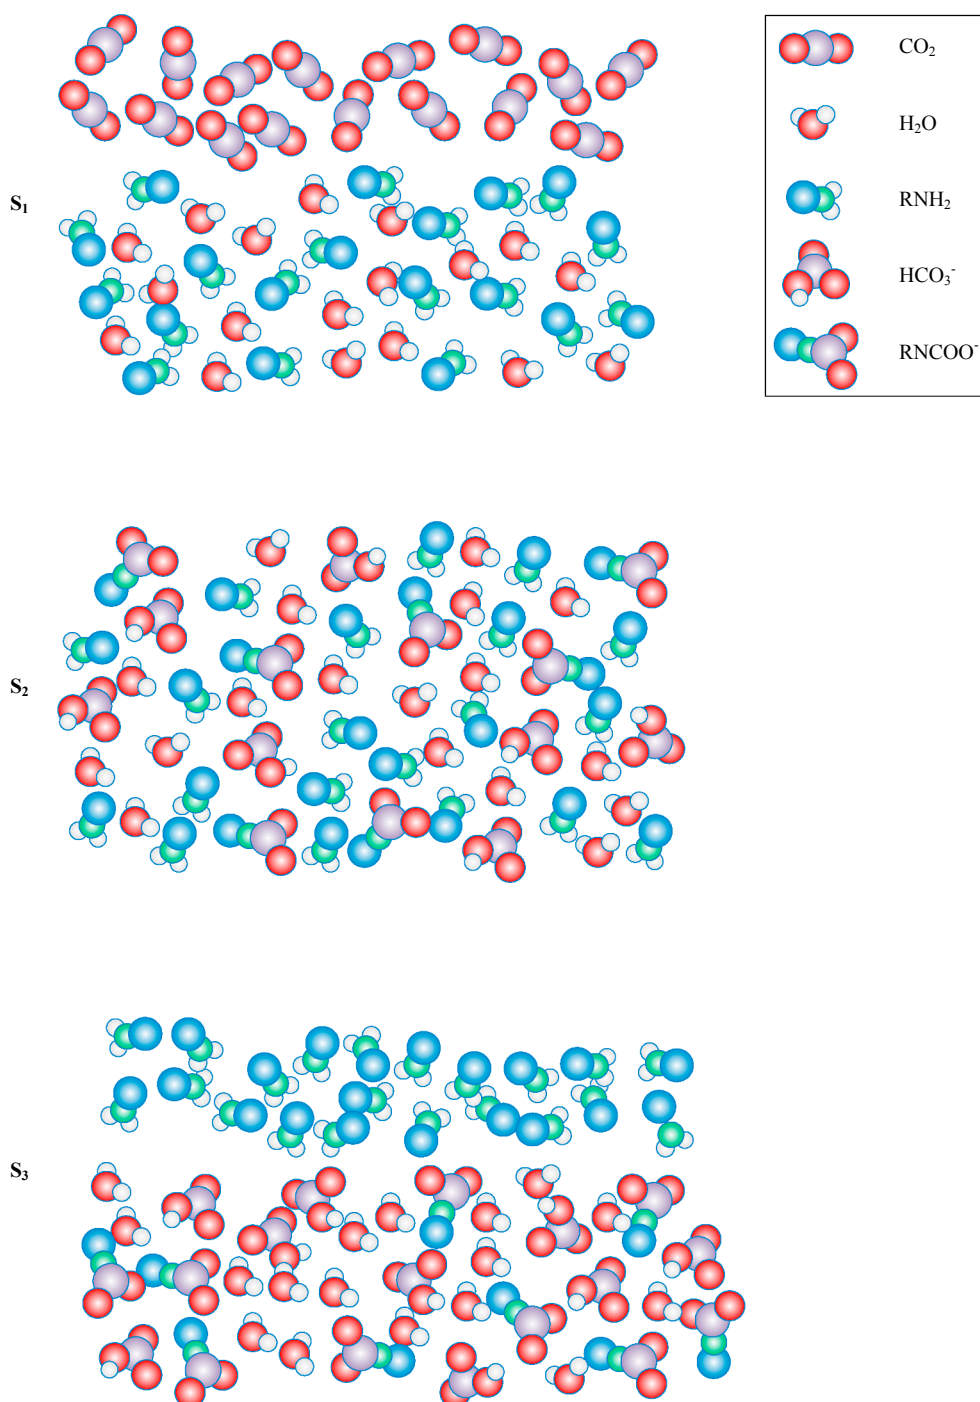 CO₂
H₂O
S₁
RNH₂
HCO₃⁻
RNCOO⁻
S₂
S₃